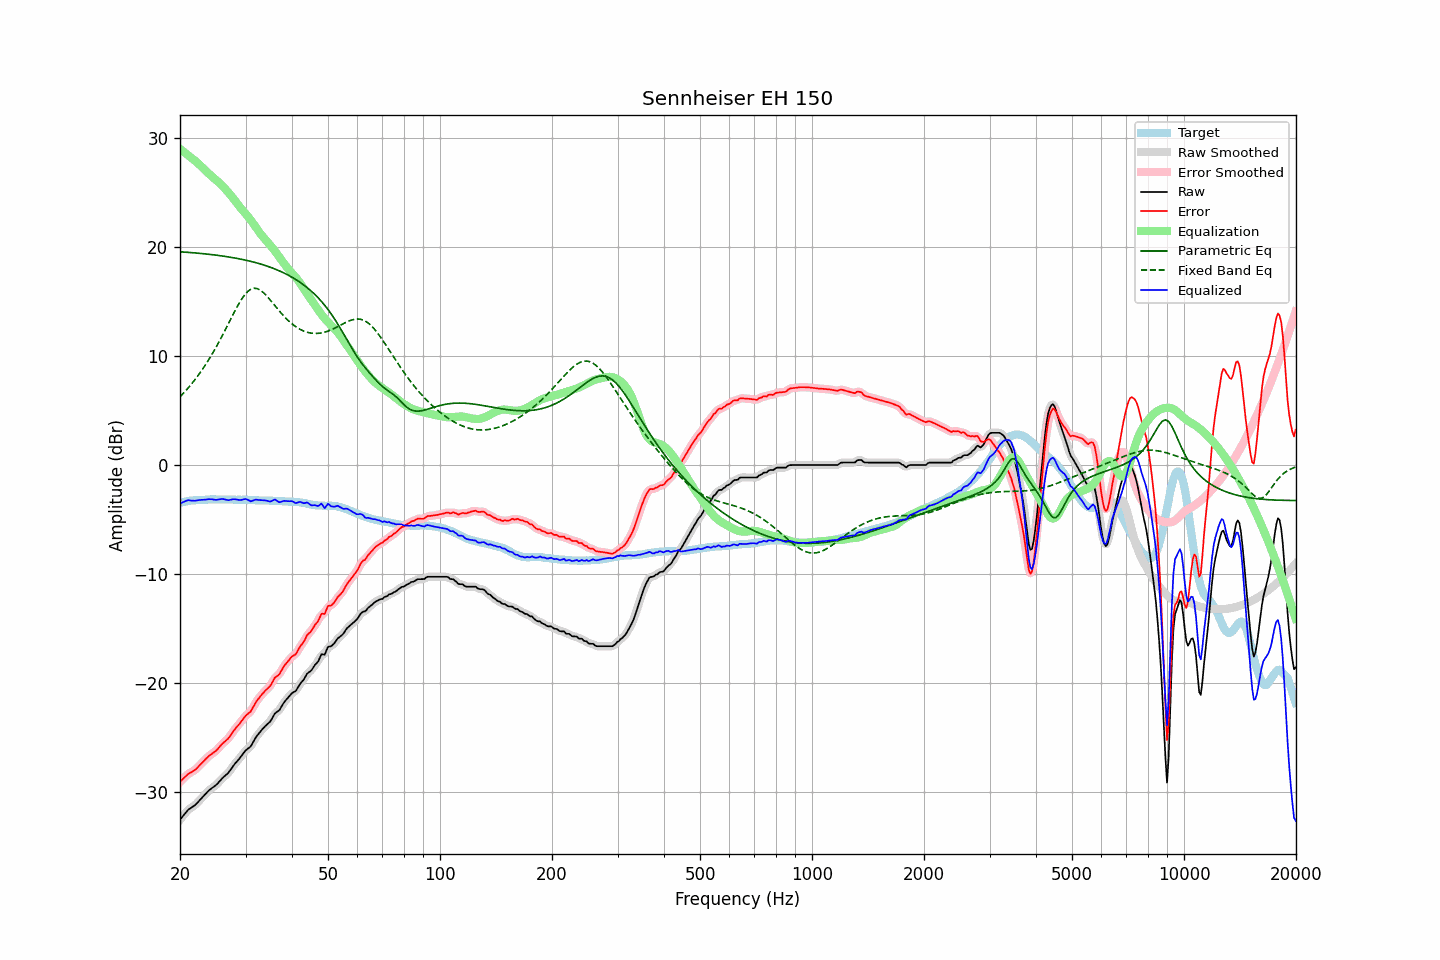 Sennheiser EH 150
Amplitude (dBr)
30
20
10
0
−10
−20
−30
Target
Raw Smoothed
Error Smoothed
Raw
Error
Equalization
Parametric Eq
Fixed Band Eq
Equalized
20 50 100 200 500 1000 2000 5000 10000 20000
Frequency (Hz)